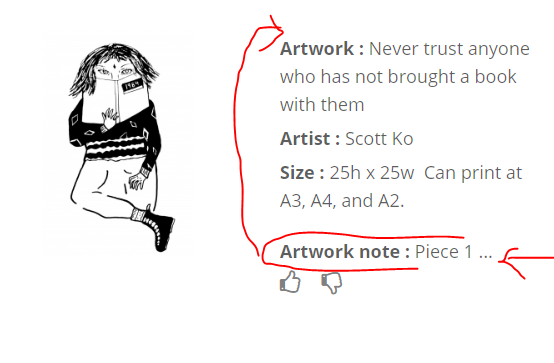 Artwork : Never trust anyone
who has not brought a book
with them
Artist : Scott Ko
Size : 25h x 25w Can print at
A3, A4, and A2.
Artwork note : Piece 1 ...
1984